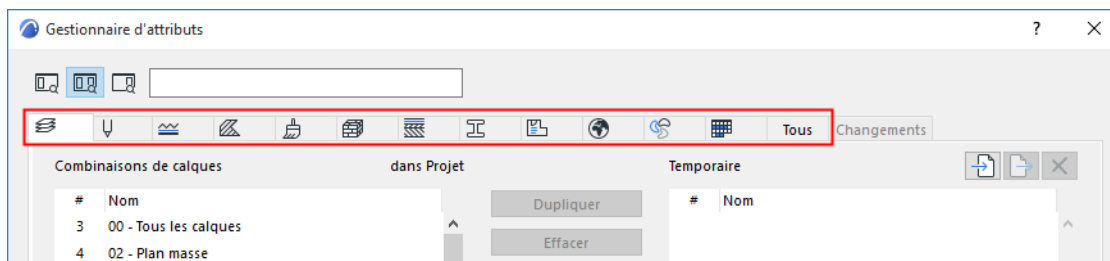 Gestionnaire d'attributs ?
Tous Changements
Combinaisons de calques dans Projet Temporaire
# Nom Dupliquer # Nom
3 00 - Tous les calques
Effacer
4 02 - Plan masse